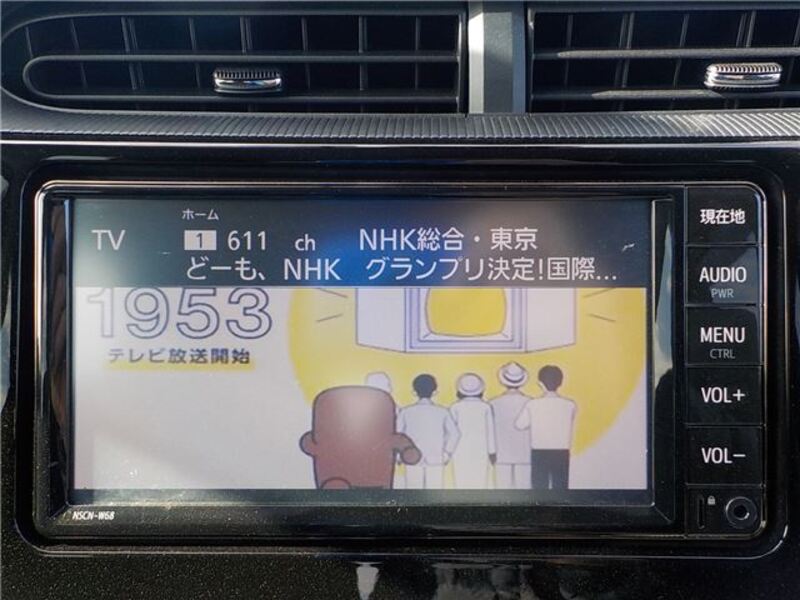 ホーム
TV 1 611 ch NHK総合・東京
どーも、NHK グランプリ決定!国際...
1953
テレビ放送開始
現在地
AUDIO
PWR
MENU
CTRL
VOL+
VOL-
NSCN-W68